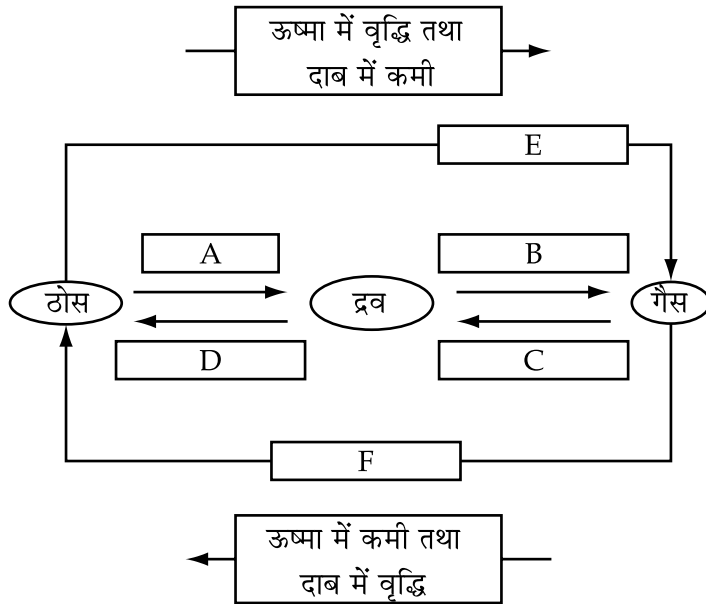 ऊष्मा में वृद्धि तथा
दाब में कमी
E
A
B
ठोस
द्रव
गैस
D
C
F
ऊष्मा में कमी तथा
दाब में वृद्धि